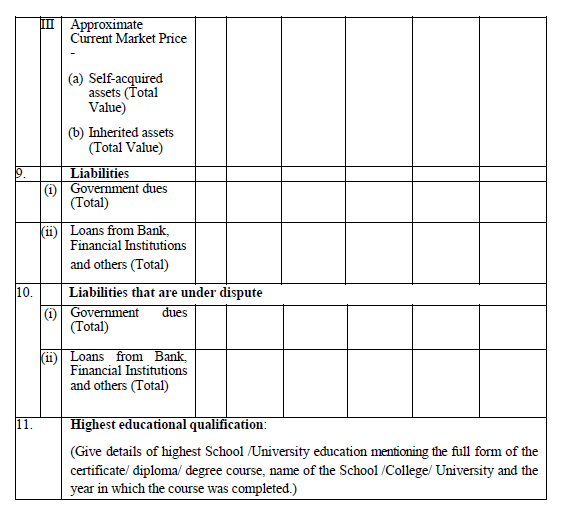 III Approximate
Current Market Price
-
(a) Self-acquired
assets (Total
Value)
(b) Inherited assets
(Total Value)
9. Liabilities
(i) Government dues
(Total)
(ii) Loans from Bank,
Financial Institutions
and others (Total)
10. Liabilities that are under dispute
(i) Government dues
(Total)
(ii) Loans from Bank,
Financial Institutions
and others (Total)
11. Highest educational qualification:
(Give details of highest School /University education mentioning the full form of the
certificate/ diploma/ degree course, name of the School /College/ University and the
year in which the course was completed.)